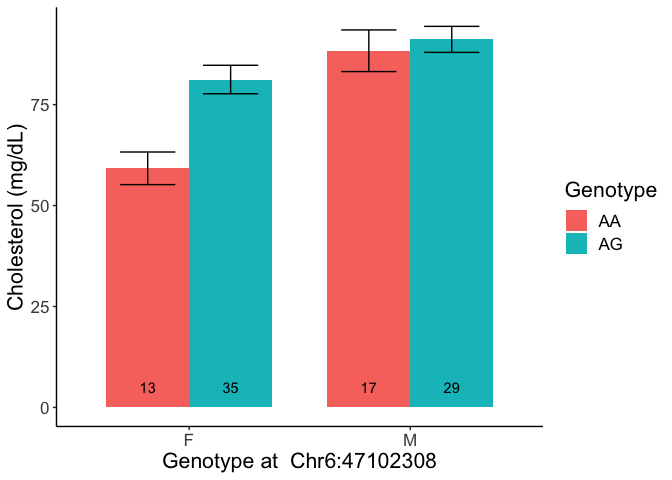 Cholesterol (mg/dL)
75
50
25
0
13
35
17
29
F
M
Genotype at  Chr6:47102308
Genotype
AA
AG